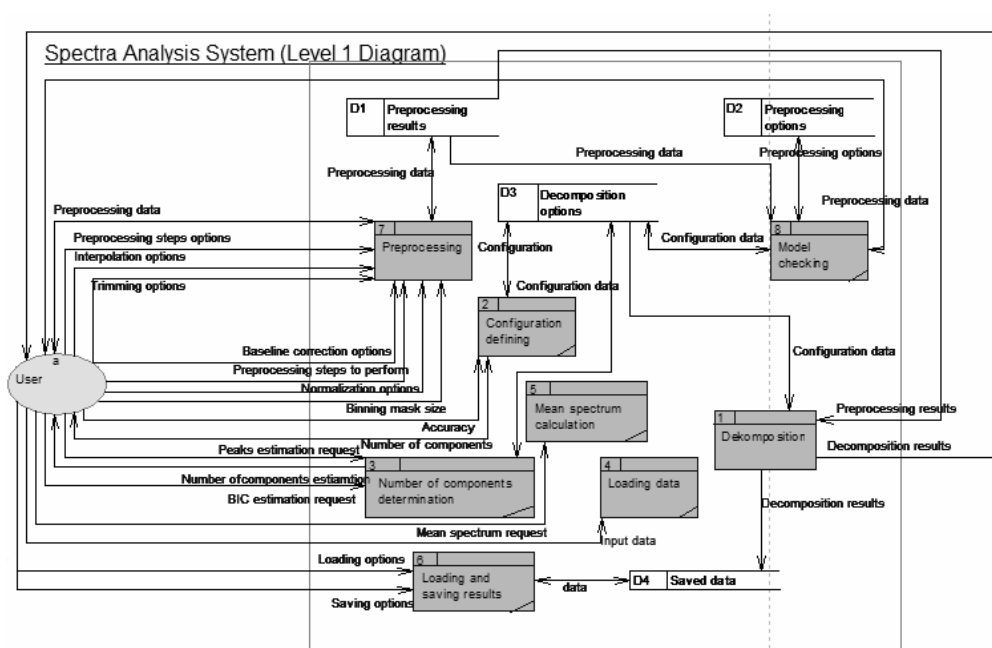 Spectra Analysis System (Level 1 Diagram)
D1 Preprocessing
results
D2 Preprocessing
options
Preprocessing data
Preprocessing options
Preprocessing data
D3 Decomposition
options
Preprocessing data
Preprocessing data
7
Preprocessing
8
Model
checking
Preprocessing steps options
Configuration
Configuration data
Interpolation options
Trimming options
Configuration data
2
Configuration
defining
Baseline correction options
Configuration data
a
User
Preprocessing steps to perform
Normalization options
5
Mean spectrum
calculation
Binning mask size
Preprocessing results
1
Dekomposition
Accuracy
Number of components
Decomposition results
Peaks estimation request
3
Number of components
determination
4
Loading data
Number ofcomponents estiamtion
BIC estimation request
Decomposition results
Mean spectrum request
Input data
Loading options
6
Loading and
saving results
D4 Saved data
data
Saving options